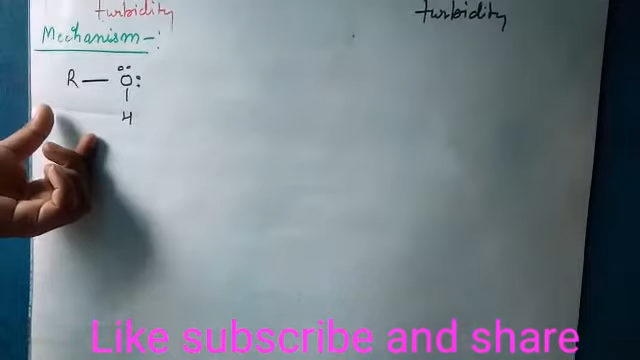 turbidity turbidity
Mechanism-:
R — Ö:
|
H
Like subscribe and share